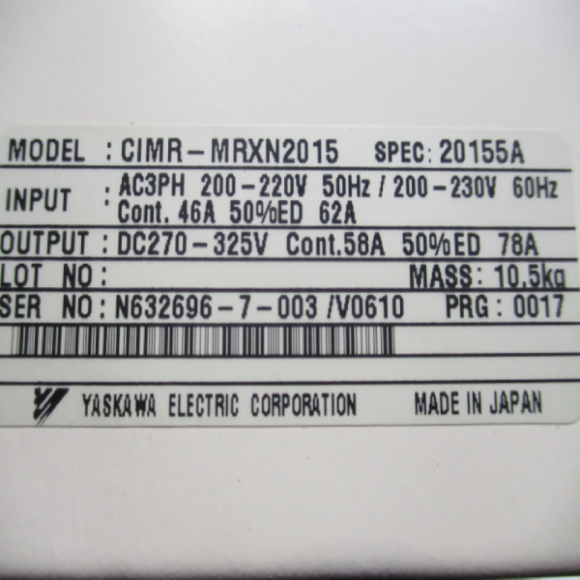 MODEL : CIMR-MRXN2015 SPEC: 20155A
INPUT : AC3PH 200-220V 50Hz / 200-230V 60Hz
Cont. 46A 50%ED 62A
OUTPUT : DC270-325V Cont.58A 50%ED 78A
LOT NO : MASS: 10.5kg
SER NO : N632696-7-003 /V0610 PRG : 0017
YASKAWA ELECTRIC CORPORATION MADE IN JAPAN